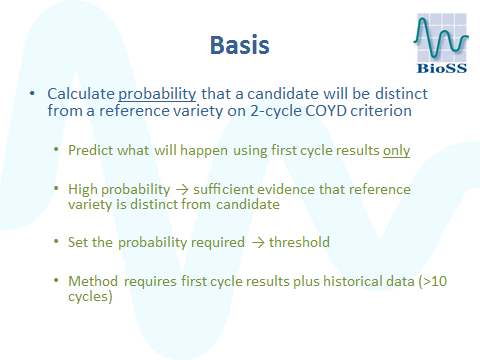 Basis
BioSS
• Calculate probability that a candidate will be distinct
from a reference variety on 2-cycle COYD criterion
• Predict what will happen using first cycle results only
• High probability → sufficient evidence that reference
variety is distinct from candidate
• Set the probability required → threshold
• Method requires first cycle results plus historical data (>10
cycles)